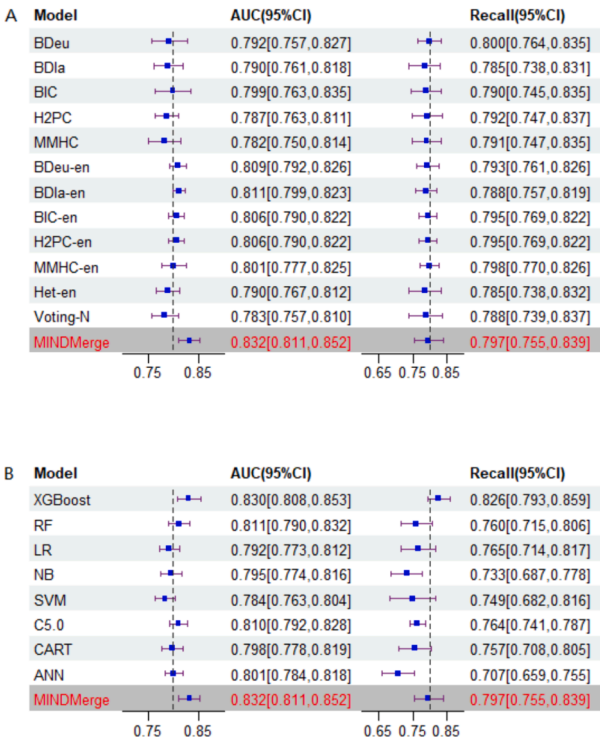 A Model AUC(95%CI) Recall(95%CI)
BDeu 0.792[0.757,0.827] 0.800[0.764,0.835]
BDla 0.790[0.761,0.818] 0.785[0.738,0.831]
BIC 0.799[0.763,0.835] 0.790[0.745,0.835]
H2PC 0.787[0.763,0.811] 0.792[0.747,0.837]
MMHC 0.782[0.750,0.814] 0.791[0.747,0.835]
BDeu-en 0.809[0.792,0.826] 0.793[0.761,0.826]
BDla-en 0.811[0.799,0.823] 0.788[0.757,0.819]
BIC-en 0.806[0.790,0.822] 0.795[0.769,0.822]
H2PC-en 0.806[0.790,0.822] 0.795[0.769,0.822]
MMHC-en 0.801[0.777,0.825] 0.798[0.770,0.826]
Het-en 0.790[0.767,0.812] 0.785[0.738,0.832]
Voting-N 0.783[0.757,0.810] 0.788[0.739,0.837]
MINDMerge 0.832[0.811,0.852] 0.797[0.755,0.839]
0.75 0.85 0.65 0.75 0.85
B Model AUC(95%CI) Recall(95%CI)
XGBoost 0.830[0.808,0.853] 0.826[0.793,0.859]
RF 0.811[0.790,0.832] 0.760[0.715,0.806]
LR 0.792[0.773,0.812] 0.765[0.714,0.817]
NB 0.795[0.774,0.816] 0.733[0.687,0.778]
SVM 0.784[0.763,0.804] 0.749[0.682,0.816]
C5.0 0.810[0.792,0.828] 0.764[0.741,0.787]
CART 0.798[0.778,0.819] 0.757[0.708,0.805]
ANN 0.801[0.784,0.818] 0.707[0.659,0.755]
MINDMerge 0.832[0.811,0.852] 0.797[0.755,0.839]
0.75 0.85 0.65 0.75 0.85